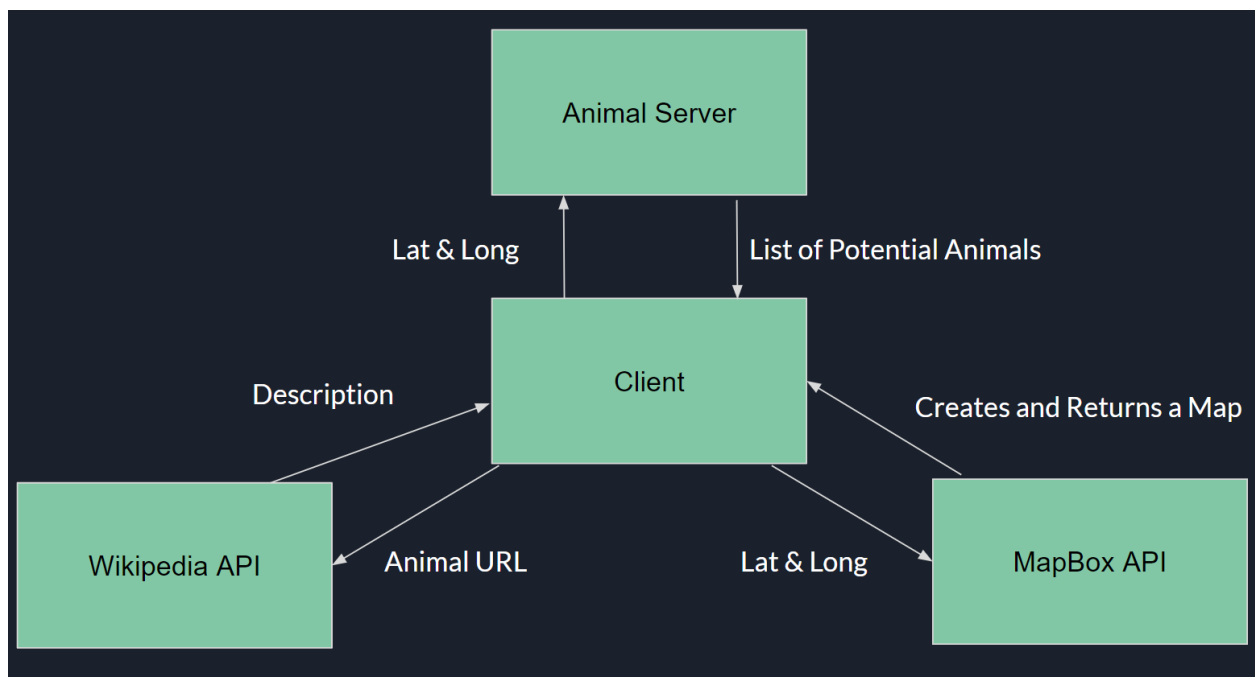 Animal Server
Lat & Long
List of Potential Animals
Client
Description
Creates and Returns a Map
Wikipedia API
Animal URL
Lat & Long
MapBox API